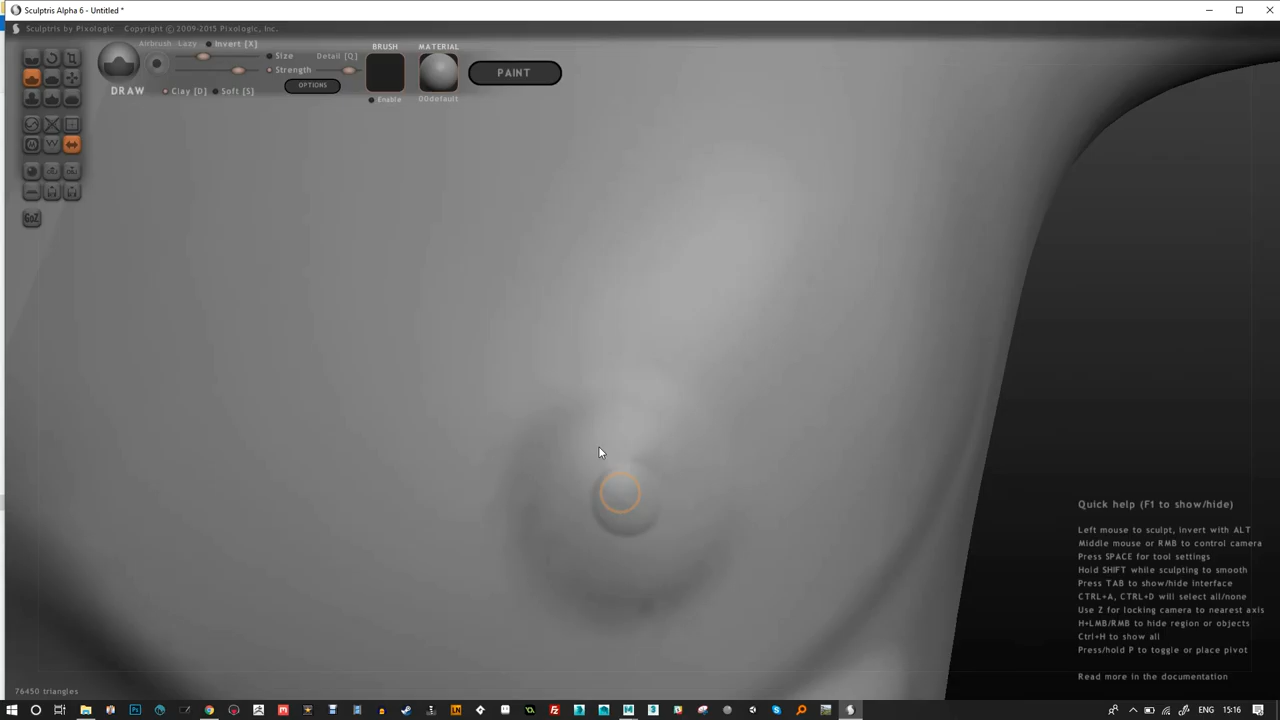 Sculptris Alpha 6 - Untitled *
Sculptris by Pixologic Copyright © 2009-2015 Pixologic, Inc.
Airbrush Lazy Invert [X]
Size Detail [Q]
Strength
OPTIONS
DRAW Clay [D] Soft [S]
BRUSH
Enable
MATERIAL
00default
PAINT
GoZ
Quick help (F1 to show/hide)
Left mouse to sculpt, invert with ALT
Middle mouse or RMB to control camera
Press SPACE for tool settings
Hold SHIFT while sculpting to smooth
Press TAB to show/hide interface
CTRL+A, CTRL+D will select all/none
Use Z for locking camera to nearest axis
H+LMB/RMB to hide region or objects
Ctrl+H to show all
Press/hold P to toggle or place pivot
Read more in the documentation
76450 triangles
ENG 15:16